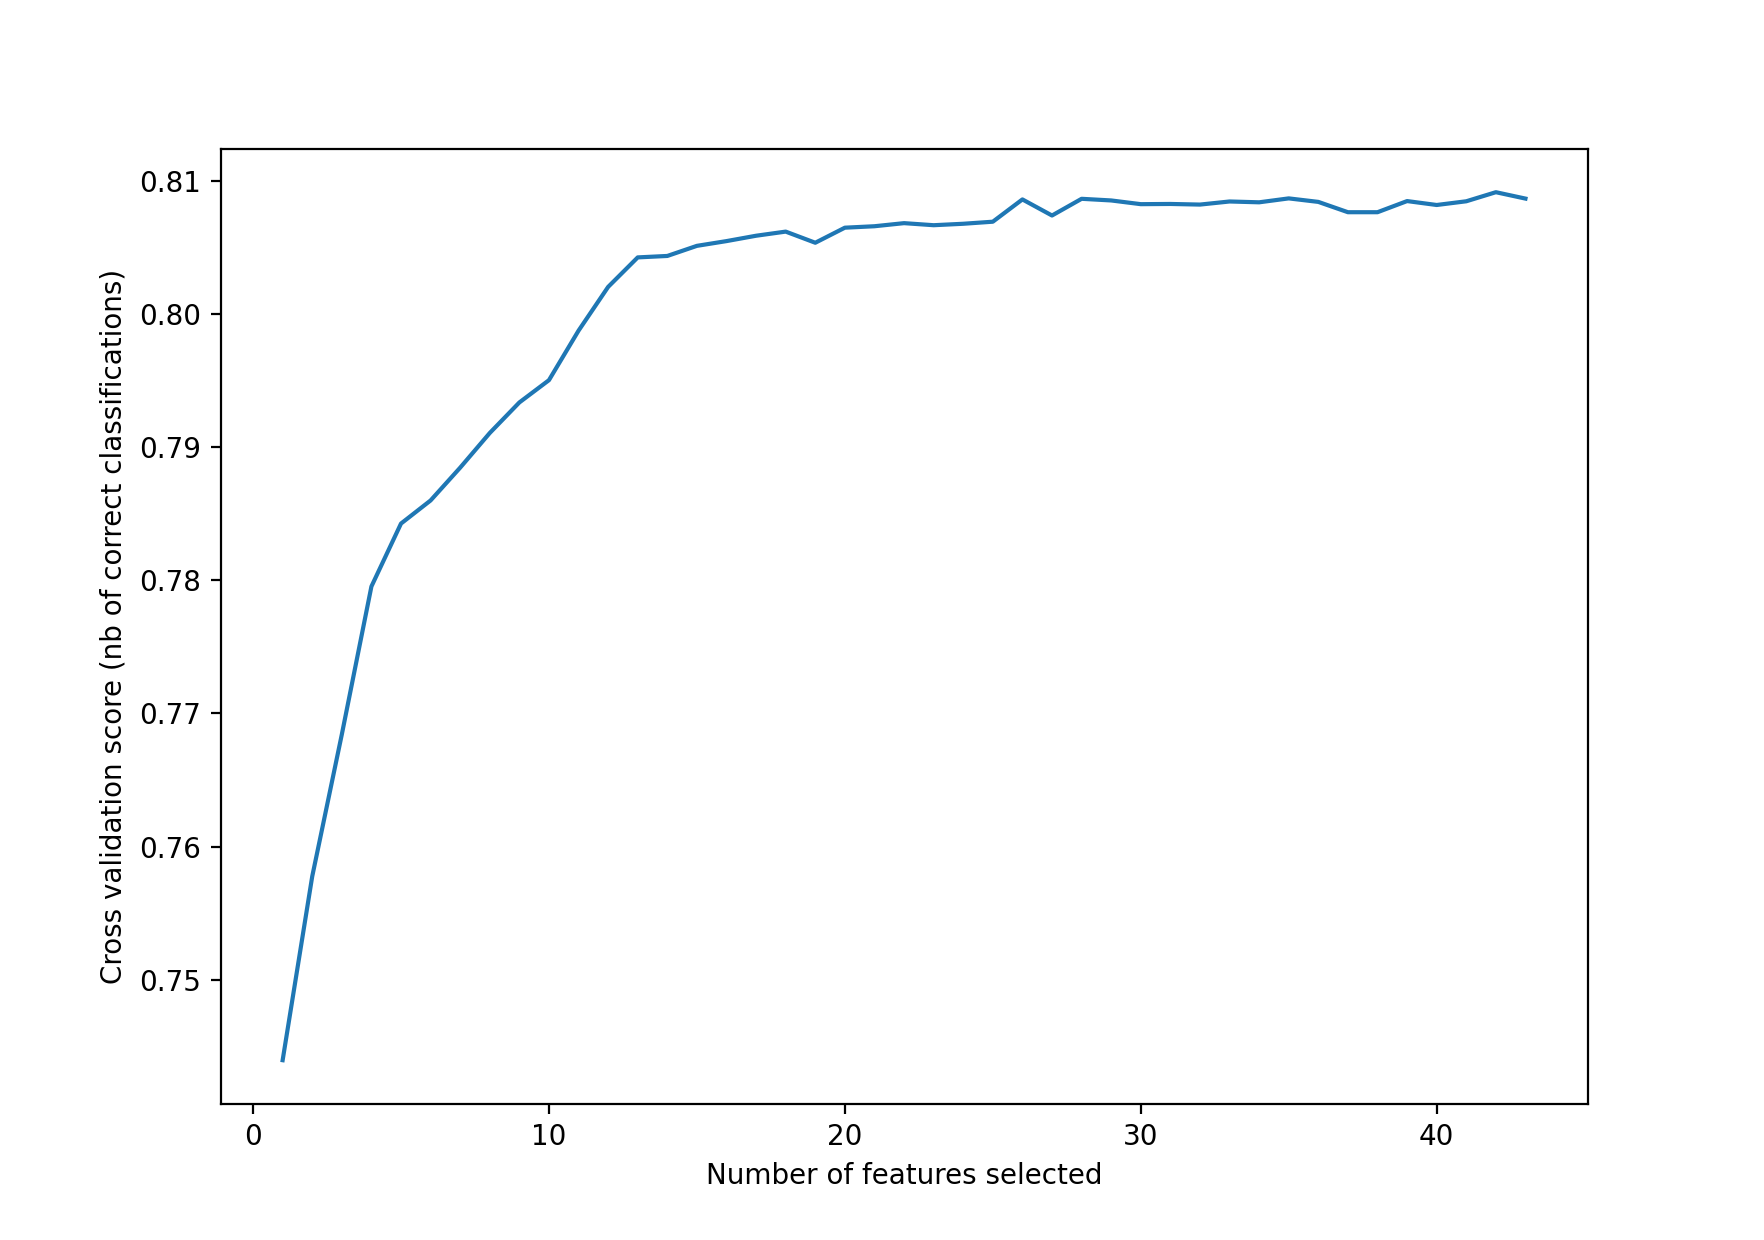 0.81
0.80
0.79
0.78
0.77
0.76
0.75
Cross validation score (nb of correct classifications)
0 10 20 30 40
Number of features selected